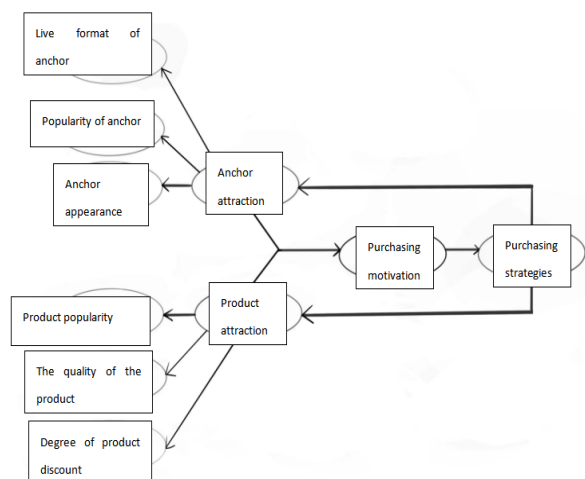 Live format of
anchor
Popularity of anchor
Anchor
appearance
Anchor
attraction
Purchasing
motivation
Purchasing
strategies
Product
attraction
Product popularity
The quality of the
product
Degree of product
discount